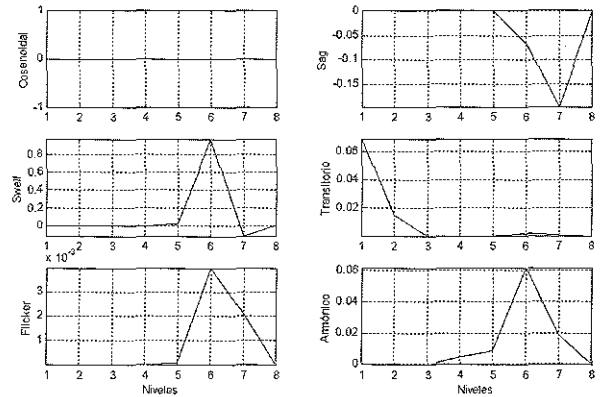 1
0
-1
Cosenoidal
1 2 3 4 5 6 7 8
0
-0.05
-0.1
-0.15
Sag
1 2 3 4 5 6 7 8
0.8
0.6
0.4
0.2
0
Swell
1 2 3 4 5 6 7 8
0.06
0.04
0.02
Transitorio
1 2 3 4 5 6 7 8
x 10⁻³
3
2
1
Flicker
1 2 3 4 5 6 7 8
Niveles
0.06
0.04
0.02
0
Armónico
1 2 3 4 5 6 7 8
Niveles